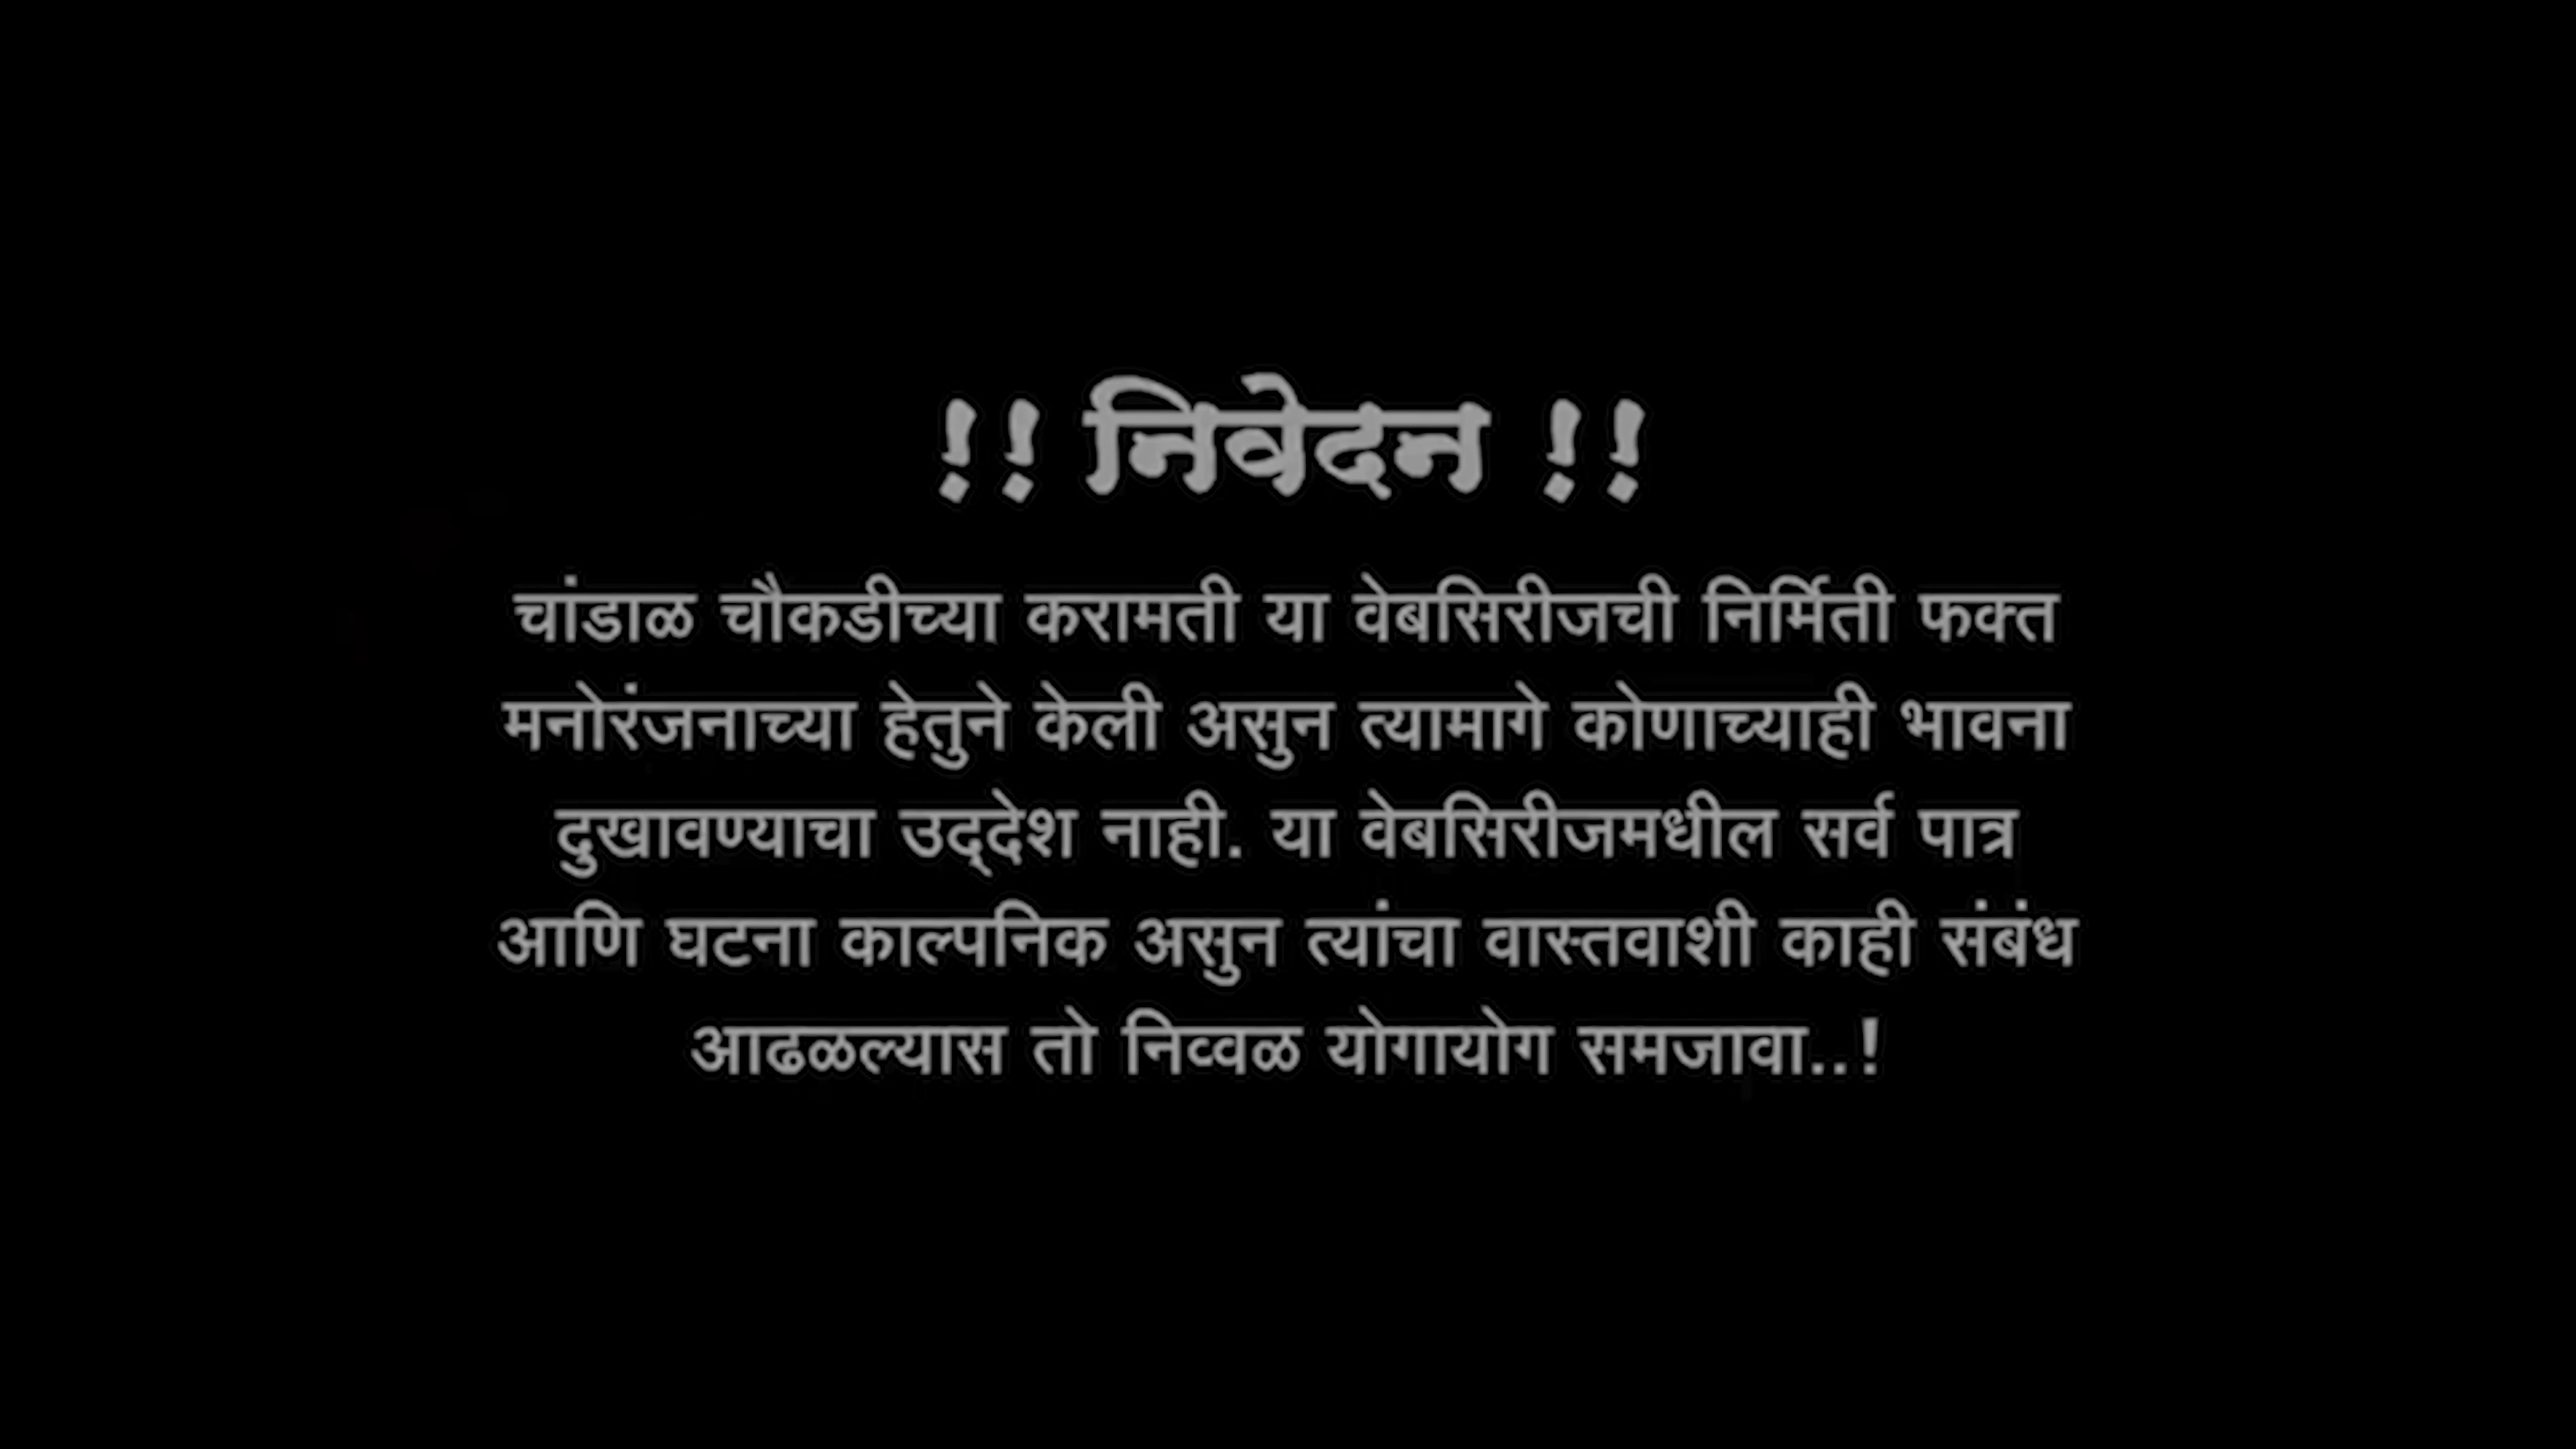 !! निवेदन !!
चांडाळ चौकडीच्या करामती या वेबसिरीजची निर्मिती फक्त
मनोरंजनाच्या हेतुने केली असुन त्यामागे कोणाच्याही भावना
दुखावण्याचा उद्‌देश नाही. या वेबसिरीजमधील सर्व पात्र
आणि घटना काल्पनिक असुन त्यांचा वास्तवाशी काही संबंध
आढळल्यास तो निव्वळ योगायोग समजावा..!